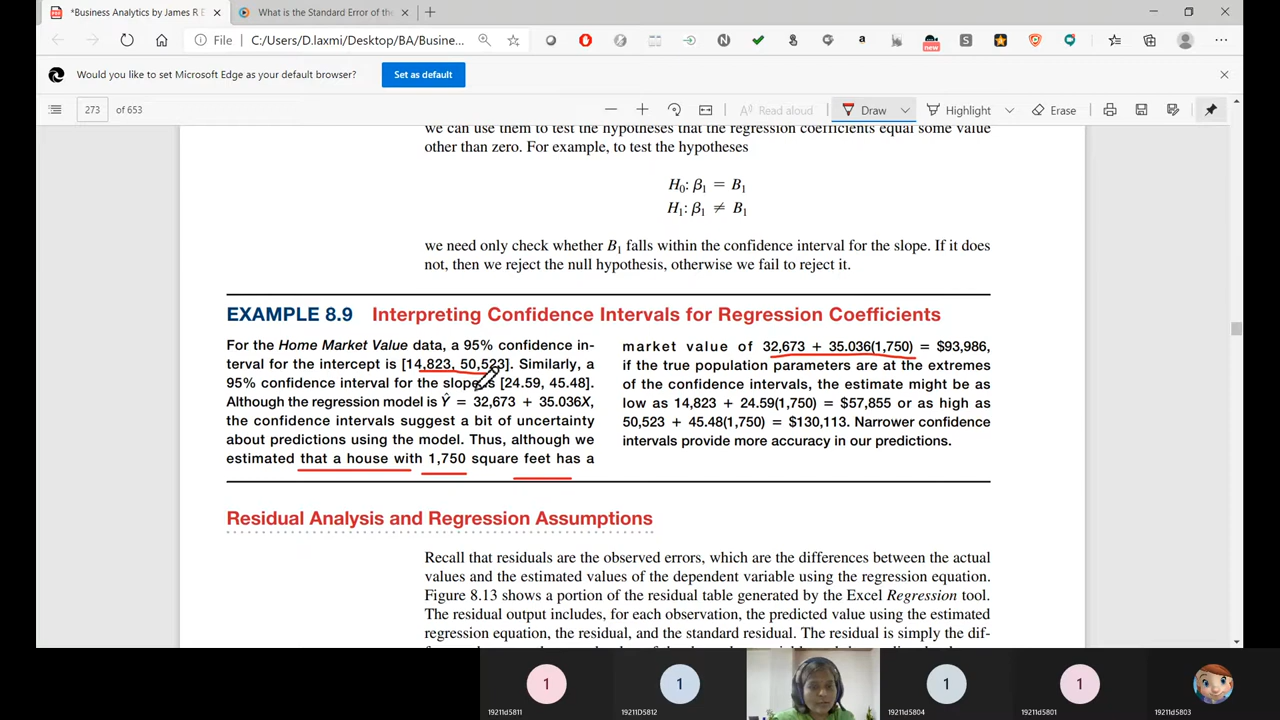 *Business Analytics by James R E
What is the Standard Error of the
File
C:/Users/D.laxmi/Desktop/BA/Busine...
new
Would you like to set Microsoft Edge as your default browser?
Set as default
273 of 653
Read aloud
Draw
Highlight
Erase
we can use them to test the hypotheses that the regression coefficients equal some value
other than zero. For example, to test the hypotheses
H0: β1 = B1
H1: β1 ≠ B1
we need only check whether B1 falls within the confidence interval for the slope. If it does
not, then we reject the null hypothesis, otherwise we fail to reject it.
EXAMPLE 8.9 Interpreting Confidence Intervals for Regression Coefficients
For the Home Market Value data, a 95% confidence in-
terval for the intercept is [14,823, 50,523]. Similarly, a
95% confidence interval for the slope is [24.59, 45.48].
Although the regression model is Ŷ = 32,673 + 35.036X,
the confidence intervals suggest a bit of uncertainty
about predictions using the model. Thus, although we
estimated that a house with 1,750 square feet has a
market value of 32,673 + 35.036(1,750) = $93,986,
if the true population parameters are at the extremes
of the confidence intervals, the estimate might be as
low as 14,823 + 24.59(1,750) = $57,855 or as high as
50,523 + 45.48(1,750) = $130,113. Narrower confidence
intervals provide more accuracy in our predictions.
Residual Analysis and Regression Assumptions
Recall that residuals are the observed errors, which are the differences between the actual
values and the estimated values of the dependent variable using the regression equation.
Figure 8.13 shows a portion of the residual table generated by the Excel Regression tool.
The residual output includes, for each observation, the predicted value using the estimated
regression equation, the residual, and the standard residual. The residual is simply the dif-
1
1
1
1
19211d5811
19211D5812
19211d5804
19211d5801
19211d5803